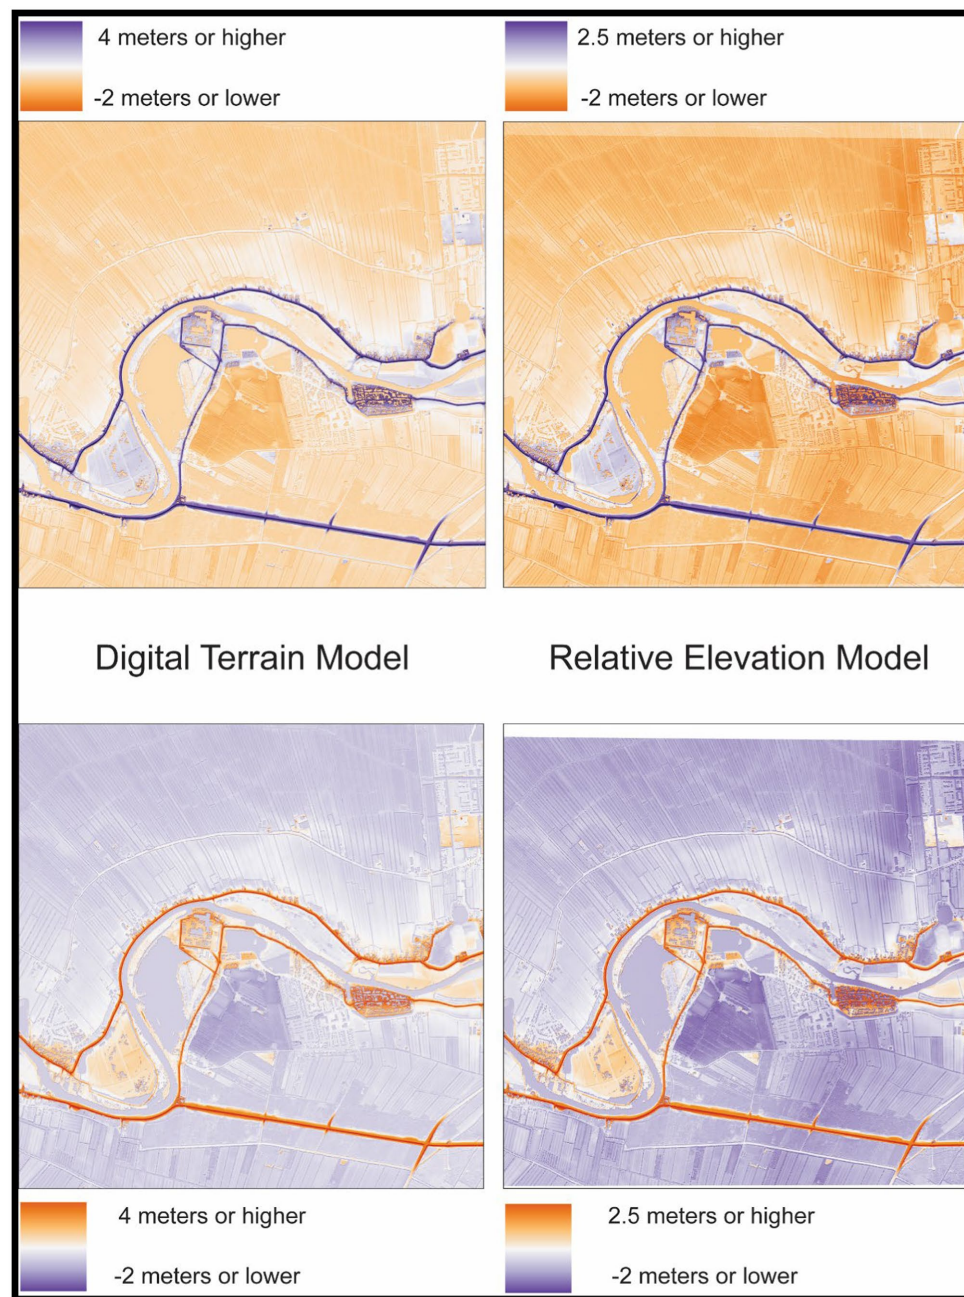 4 meters or higher
-2 meters or lower
2.5 meters or higher
-2 meters or lower
Digital Terrain Model
Relative Elevation Model
4 meters or higher
-2 meters or lower
2.5 meters or higher
-2 meters or lower